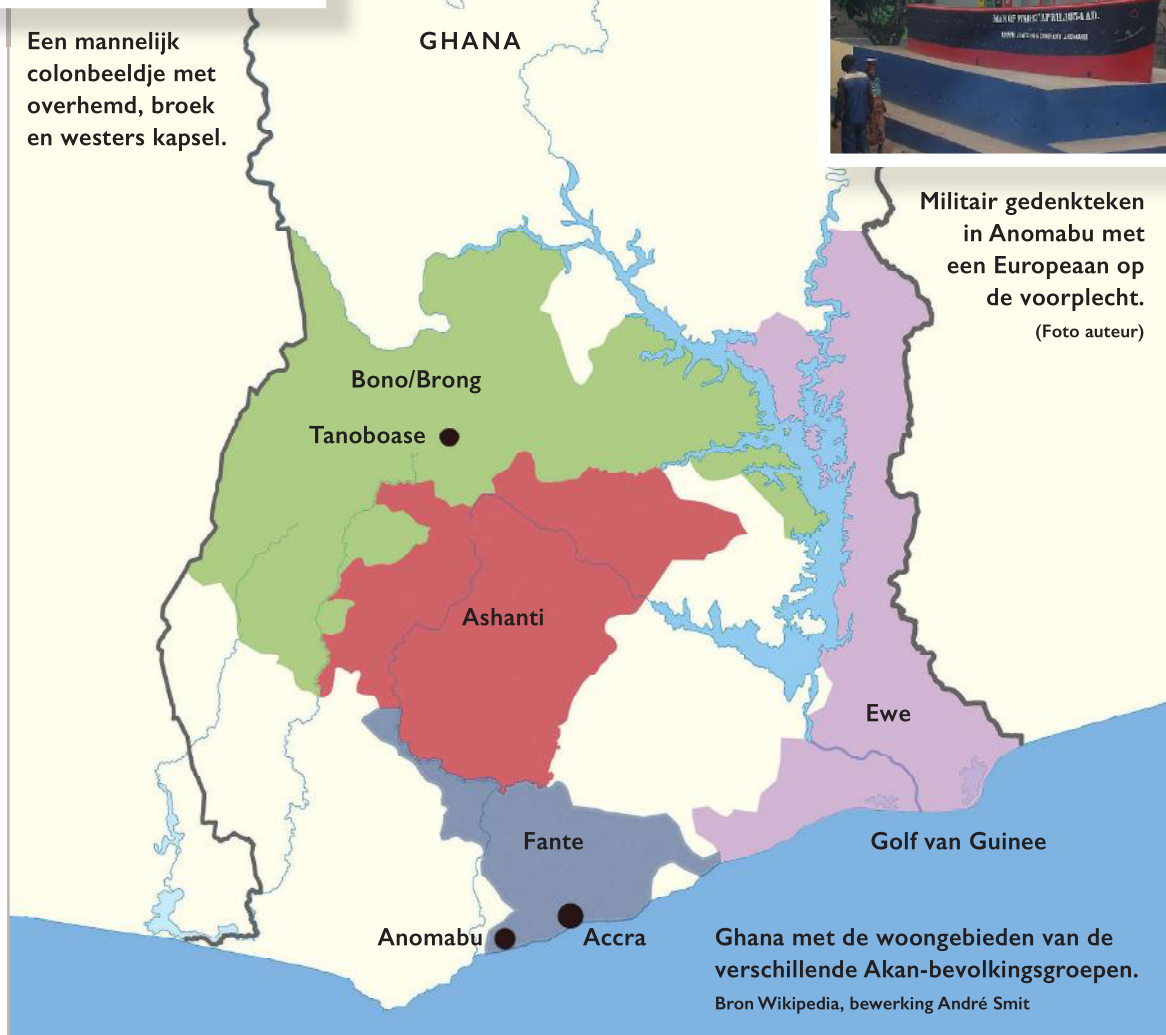 Een mannelijk
colonbeeldje met
overhemd, broek
en westers kapsel.
GHANA
Militair gedenkteken
in Anomabu met
een Europeaan op
de voorplecht.
(Foto auteur)
Bono/Brong
Tanoboase
Ashanti
Ewe
Fante
Golf van Guinee
Anomabu
Accra
Ghana met de woongebieden van de
verschillende Akan-bevolkingsgroepen.
Bron Wikipedia, bewerking André Smit